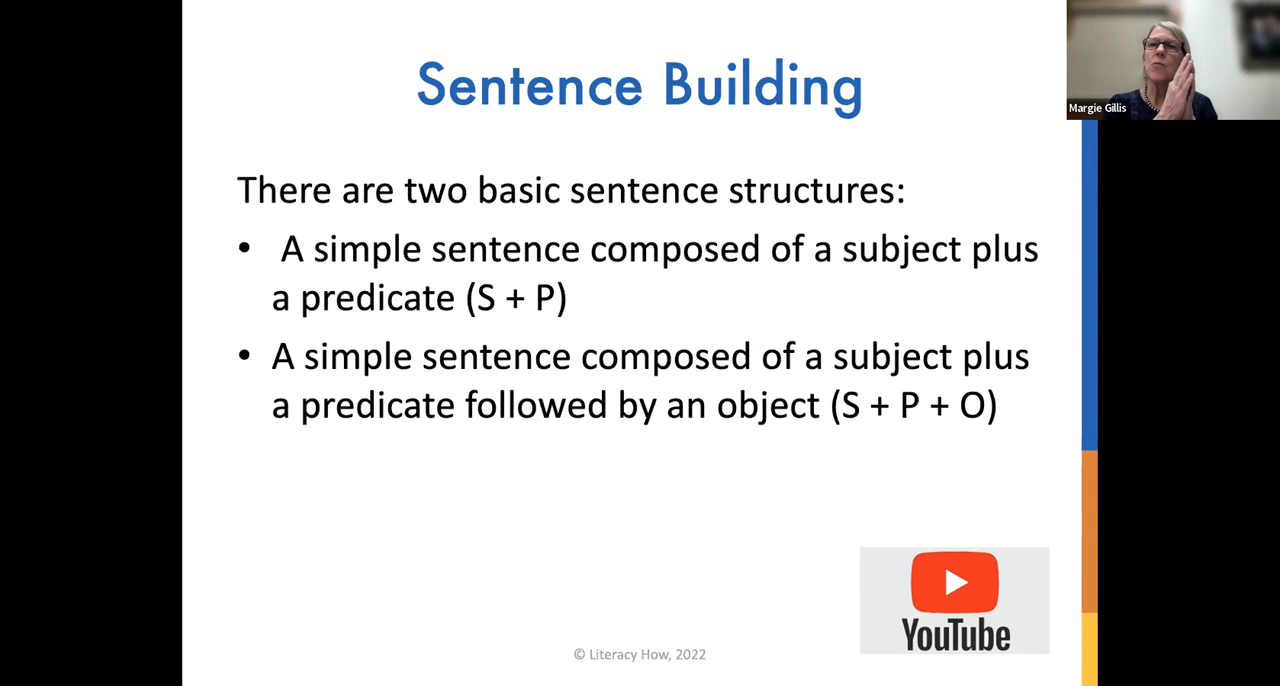 Sentence Building
Margie Gillis
There are two basic sentence structures:
• A simple sentence composed of a subject plus
a predicate (S + P)
• A simple sentence composed of a subject plus
a predicate followed by an object (S + P + O)
YouTube
© Literacy How, 2022